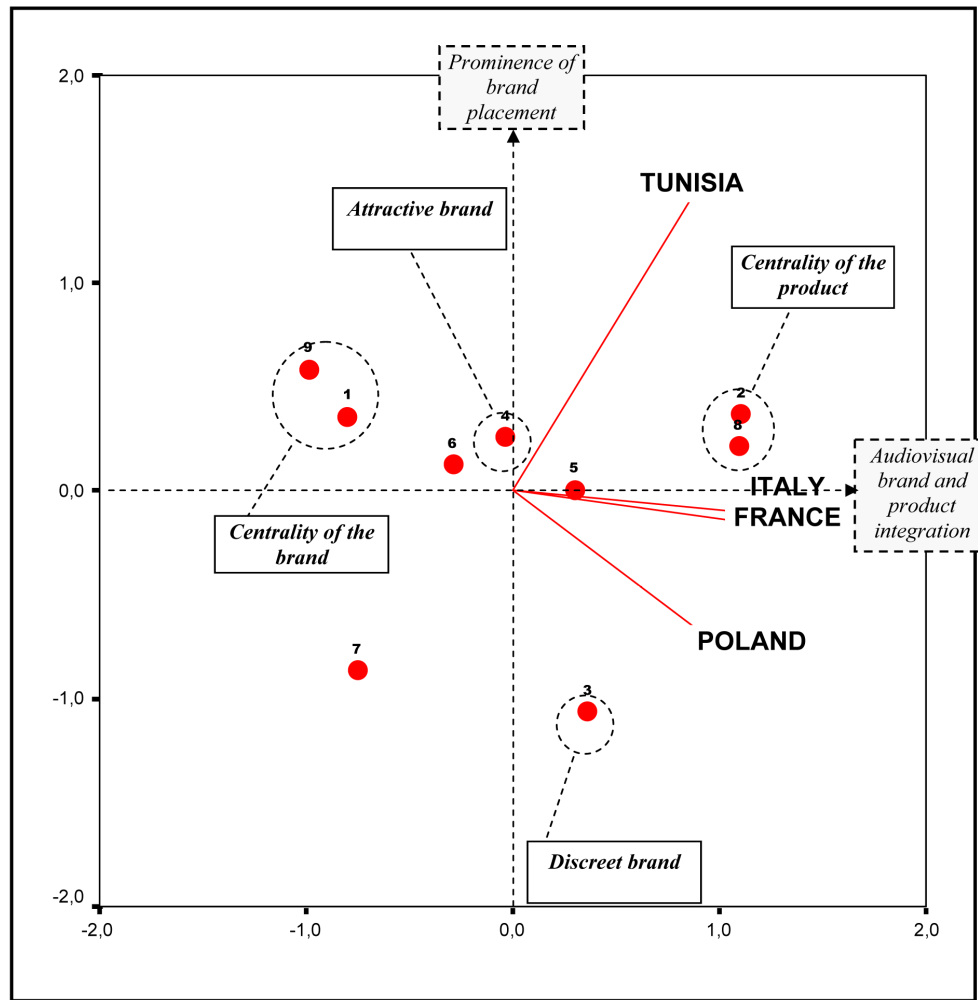 Prominence of
brand
placement
2,0
2,0
TUNISIA
Attractive brand
Centrality of the
product
1,0
9
1
2
4
8
6
5
0,0
ITALY
FRANCE
Audiovisual
brand and
product
integration
Centrality of the
brand
POLAND
7
3
-1,0
Discreet brand
-2,0
-2,0
-1,0
0,0
1,0